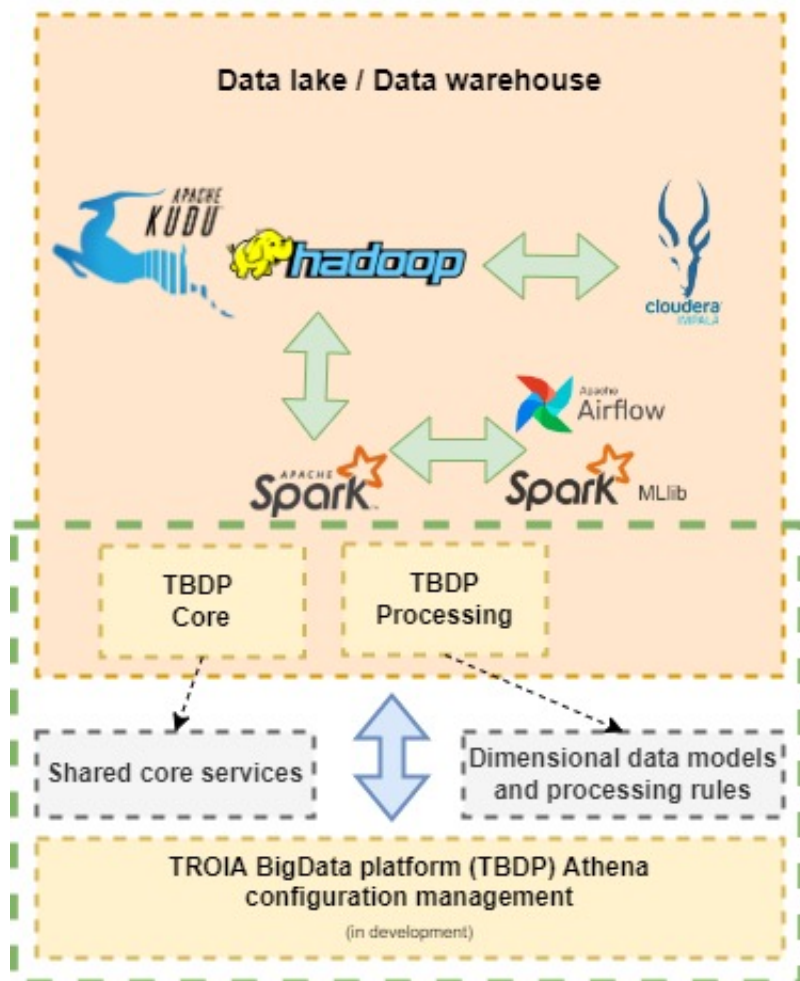 Data lake / Data warehouse
APACHE
KUDU
hadoop
cloudera
IMPALA
Apache
Airflow
APACHE
Spark
Spark MLlib
TBDP
Core
TBDP
Processing
Shared core services
Dimensional data models
and processing rules
TROIA BigData platform (TBDP) Athena
configuration management
(in development)